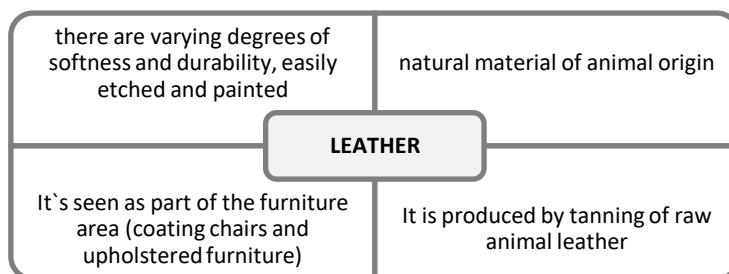 there are varying degrees of
softness and durability, easily
etched and painted
natural material of animal origin
LEATHER
It`s seen as part of the furniture
area (coating chairs and
upholstered furniture)
It is produced by tanning of raw
animal leather